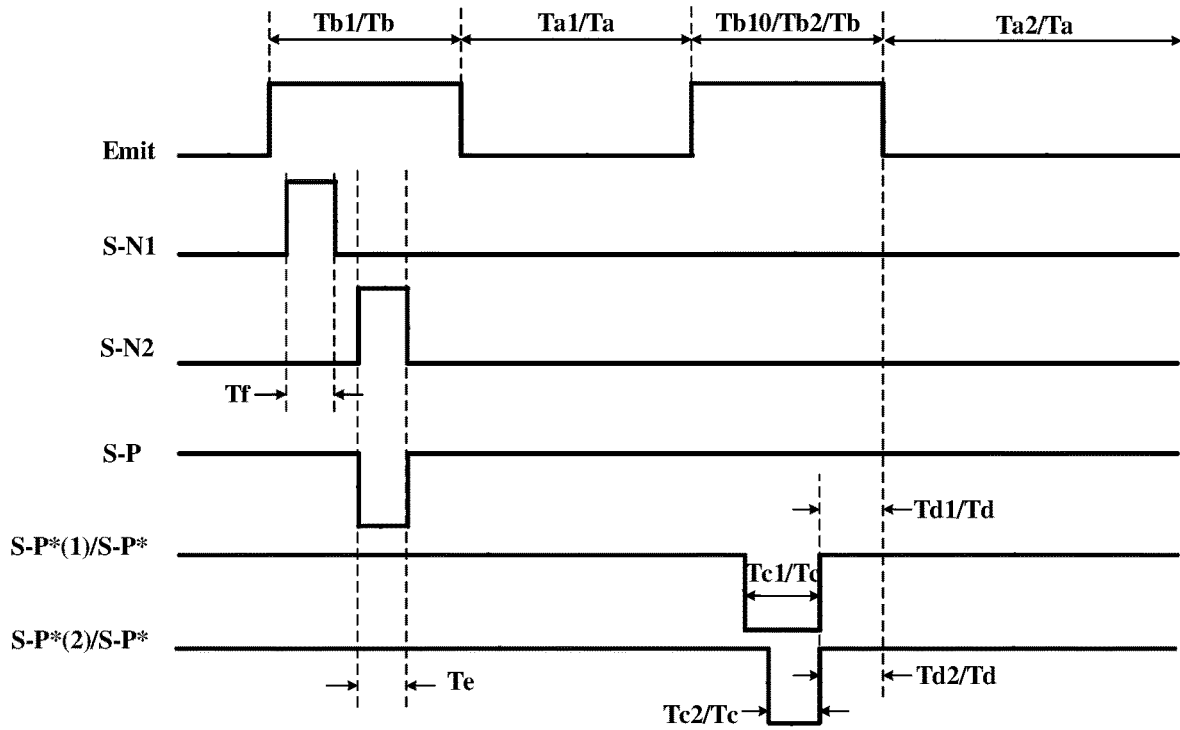 Tb1/Tb Ta1/Ta Tb10/Tb2/Tb Ta2/Ta
Emit
S-N1
S-N2
Tf
S-P
Td1/Td
S-P*(1)/S-P*
Tc1/Tc
S-P*(2)/S-P*
Td2/Td
Te
Tc2/Tc